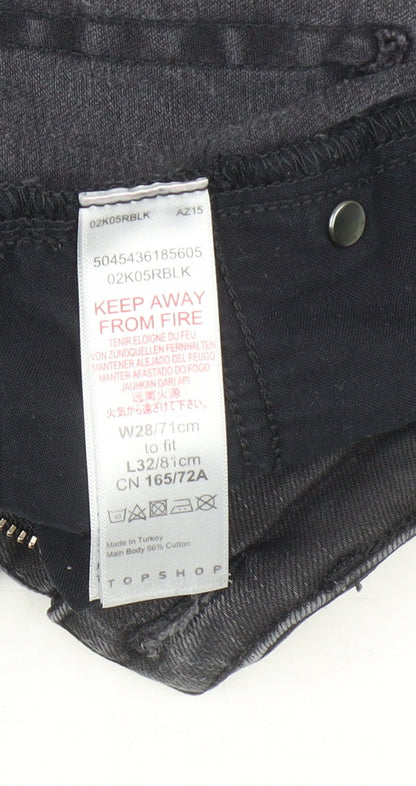 02K05RBLK AZ15
5045436185605
02K05RBLK
KEEP AWAY
FROM FIRE
TENIR ELOIGNE DU FEU
VON ZUNDQUELLEN FERNHALTEN
MANTENER ALEJADO DEL FEUGO
MANTER AFASTADO DO FOGO
JAUHKAN DARI API
远离火
火気から遠ざけて下さい。
W28/71cm
to fit
L32/81cm
CN 165/72A
Made in Turkey
Main Body 86% Cotton
TOPSHOP